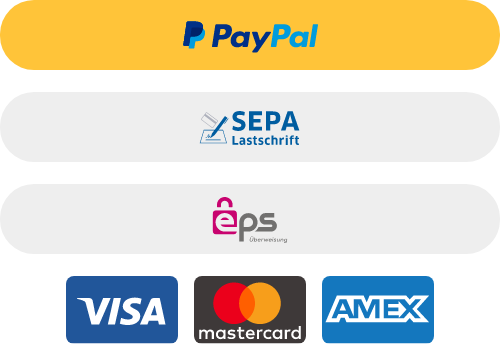 PayPal
SEPA
Lastschrift
eps
Überweisung
VISA
mastercard
AMEX